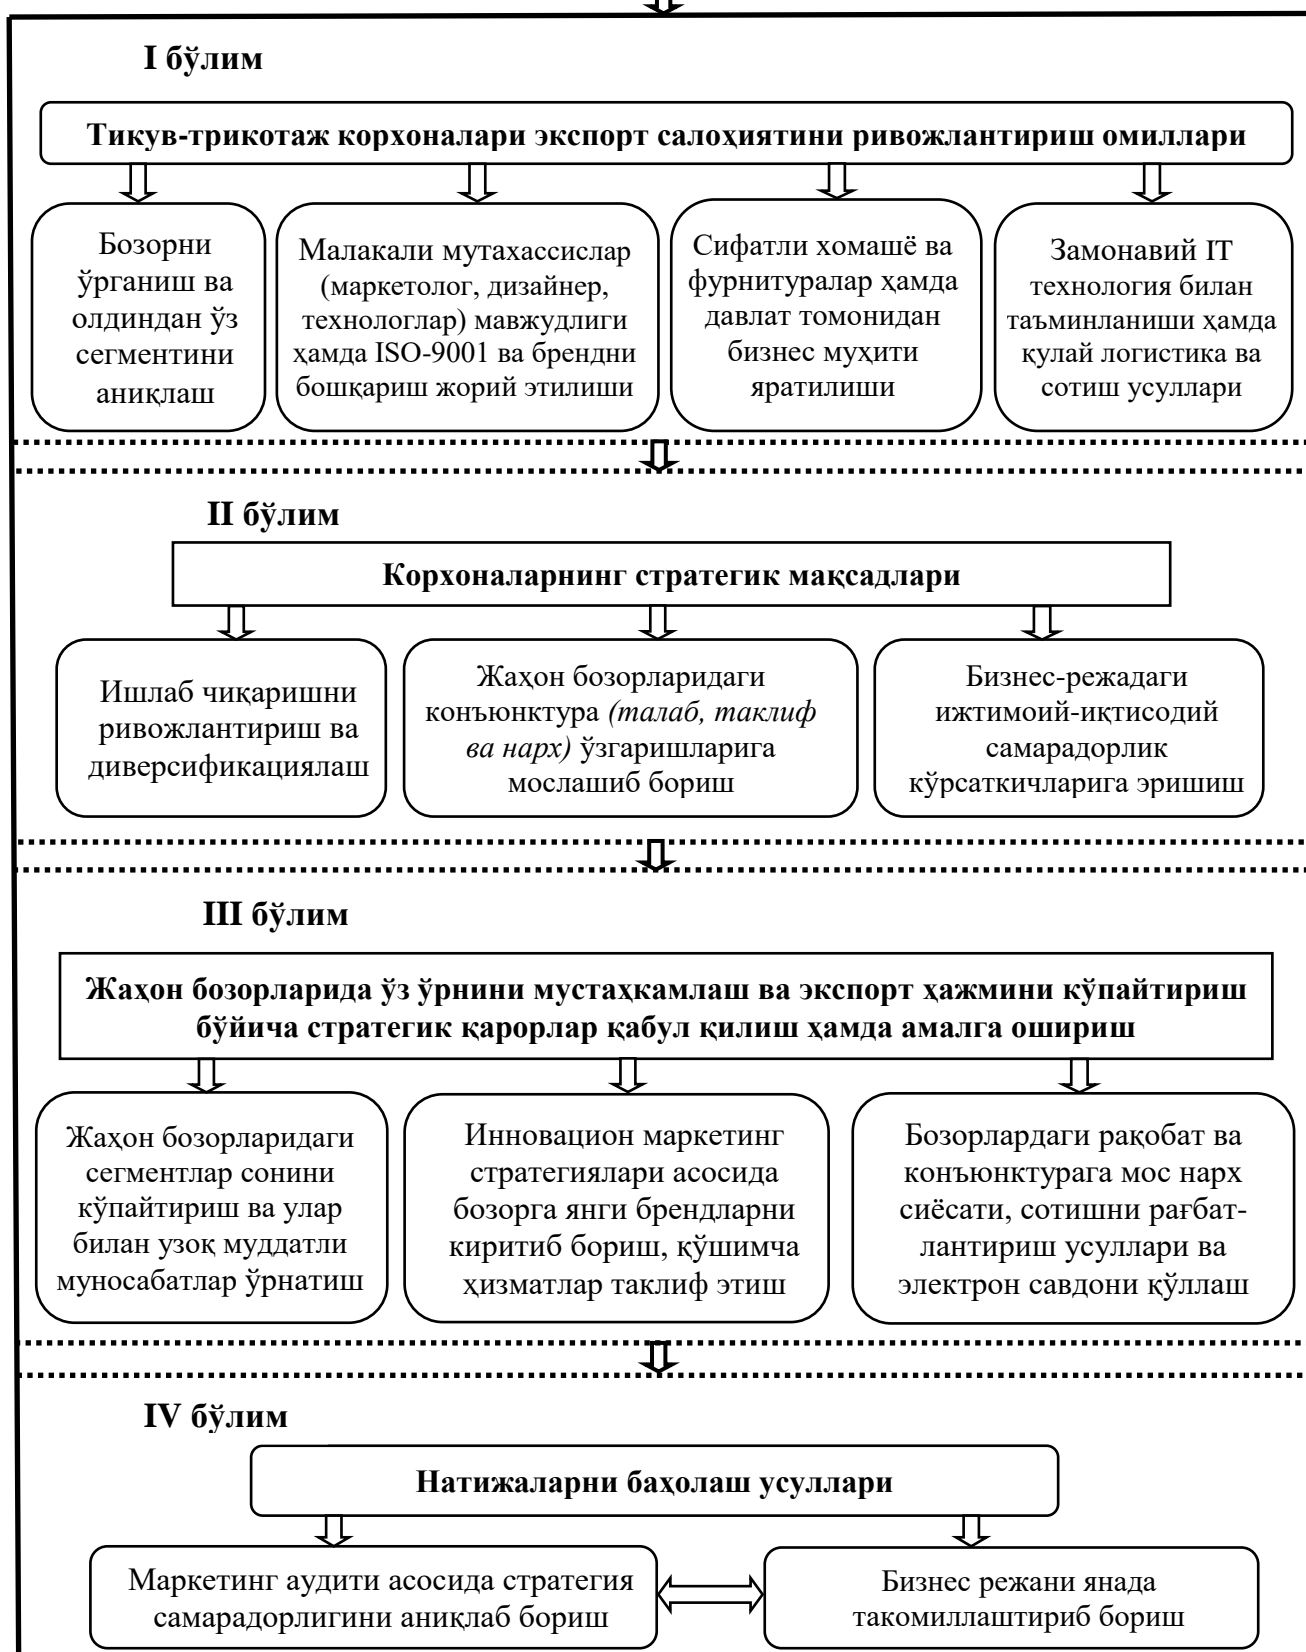 I бўлим
Тикув-трикотаж корхоналари экспорт салоҳиятини ривожлантириш омиллари
Бозорни
ўрганиш ва
олдиндан ўз
сегментини
аниқлаш
Малакали мутахассислар
(маркетолог, дизайнер,
технологлар) мавжудлиги
ҳамда ISO-9001 ва брендни
бошқариш жорий этилиши
Сифатли хомашё ва
фурнитуралар ҳамда
давлат томонидан
бизнес муҳити
яратилиши
Замонавий IT
технология билан
таъминланиши ҳамда
қулай логистика ва
сотиш усуллари
II бўлим
Корхоналарнинг стратегик мақсадлари
Ишлаб чиқаришни
ривожлантириш ва
диверсификациялаш
Жаҳон бозорларидаги
конъюнктура (талаб, таклиф
ва нарх) ўзгаришларига
мослашиб бориш
Бизнес-режадаги
ижтимоий-иқтисодий
самарадорлик
кўрсаткичларига эришиш
III бўлим
Жаҳон бозорларида ўз ўрнини мустаҳкамлаш ва экспорт ҳажмини кўпайтириш
бўйича стратегик қарорлар қабул қилиш ҳамда амалга ошириш
Жаҳон бозорларидаги
сегментлар сонини
кўпайтириш ва улар
билан узоқ муддатли
муносабатлар ўрнатиш
Инновацион маркетинг
стратегиялари асосида
бозорга янги брендларни
киритиб бориш, қўшимча
ҳизматлар таклиф этиш
Бозорлардаги рақобат ва
конъюнктурага мос нарх
сиёсати, сотишни рағбат-
лантириш усуллари ва
электрон савдони қўллаш
IV бўлим
Натижаларни баҳолаш усуллари
Маркетинг аудити асосида стратегия
самарадорлигини аниқлаб бориш
Бизнес режани янада
такомиллаштириб бориш